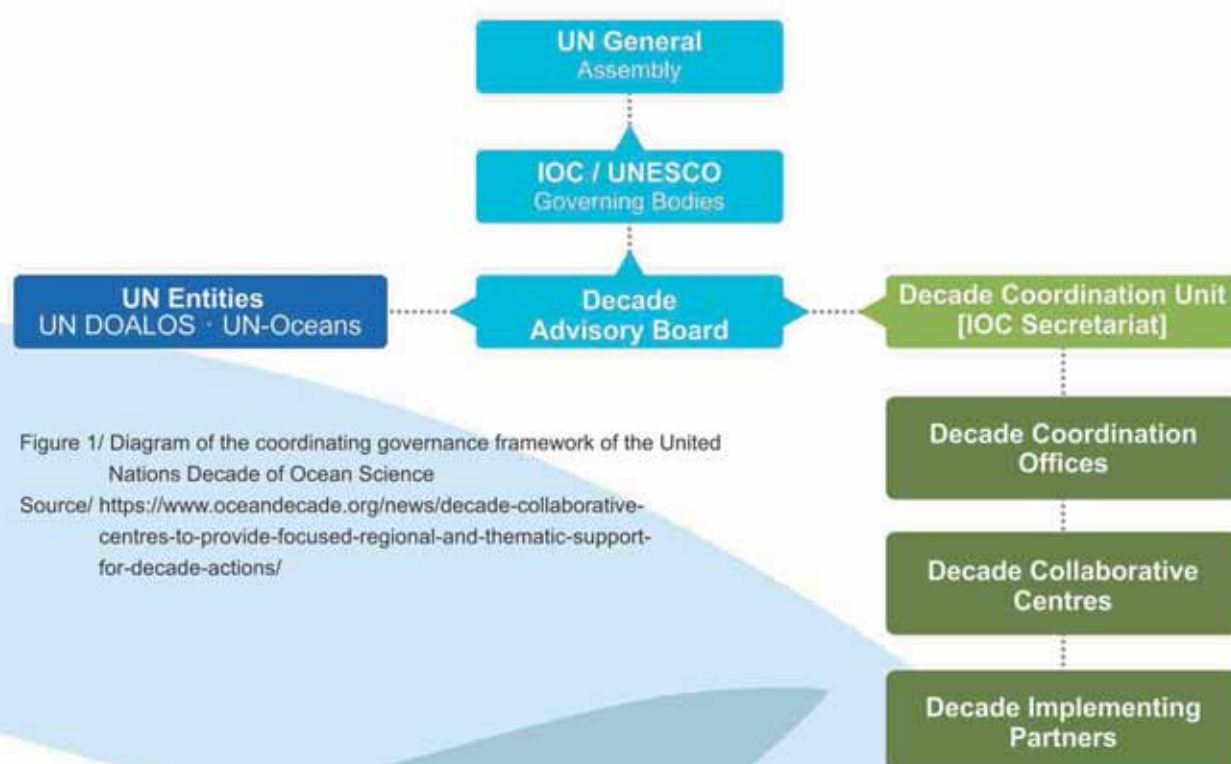 UN General
Assembly
IOC / UNESCO
Governing Bodies
UN Entities
UN DOALOS · UN-Oceans
Decade
Advisory Board
Decade Coordination Unit
[IOC Secretariat]
Figure 1/ Diagram of the coordinating governance framework of the United
Nations Decade of Ocean Science
Source/ https://www.oceandecade.org/news/decade-collaborative-
centres-to-provide-focused-regional-and-thematic-support-
for-decade-actions/
Decade Coordination
Offices
Decade Collaborative
Centres
Decade Implementing
Partners